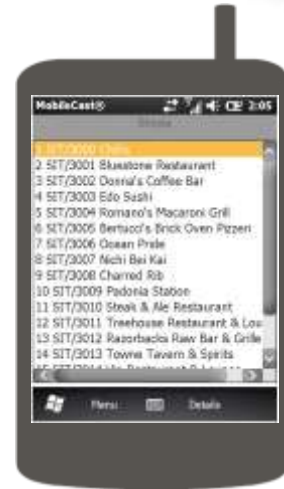 MobileCast® 2:05
1 SIT/3000 Chilis
2 SIT/3001 Bluestone Restaurant
3 SIT/3002 Donna's Coffee Bar
4 SIT/3003 Edo Sushi
5 SIT/3004 Romano's Macaroni Grill
6 SIT/3005 Bertucci's Brick Oven Pizzeri
7 SIT/3006 Ocean Pride
8 SIT/3007 Nichi Bei Kai
9 SIT/3008 Charred Rib
10 SIT/3009 Padonia Station
11 SIT/3010 Steak & Ale Restaurant
12 SIT/3011 Treehouse Restaurant & Lou
13 SIT/3012 Razorbacks Raw Bar & Grille
14 SIT/3013 Towne Tavern & Spirits
Menu Details